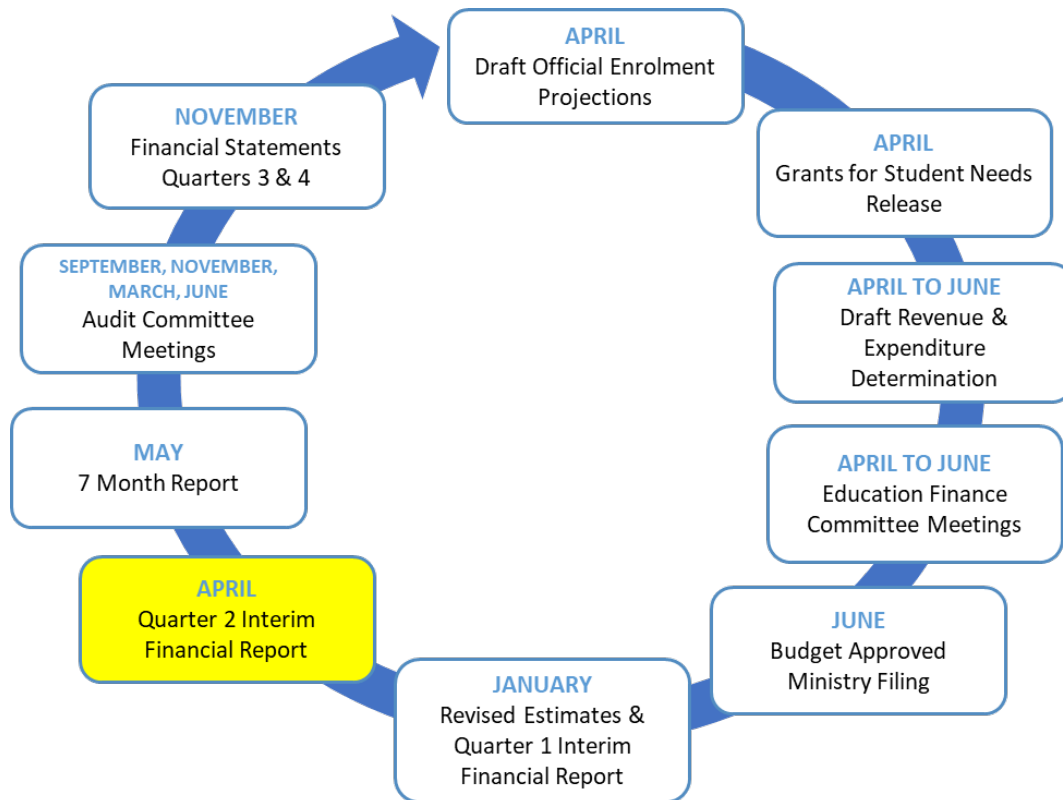 APRIL
Draft Official Enrolment
Projections
APRIL
Grants for Student Needs
Release
APRIL TO JUNE
Draft Revenue &
Expenditure
Determination
APRIL TO JUNE
Education Finance
Committee Meetings
JUNE
Budget Approved
Ministry Filing
JANUARY
Revised Estimates &
Quarter 1 Interim
Financial Report
APRIL
Quarter 2 Interim
Financial Report
MAY
7 Month Report
SEPTEMBER, NOVEMBER,
MARCH, JUNE
Audit Committee
Meetings
NOVEMBER
Financial Statements
Quarters 3 & 4